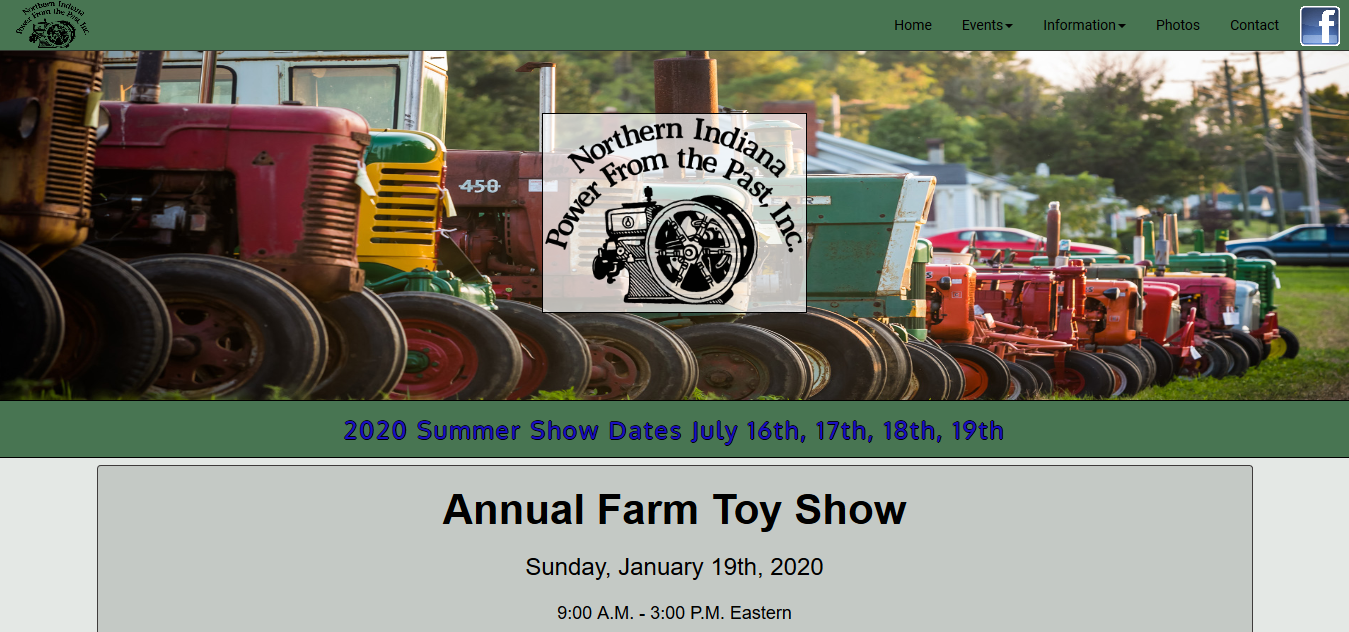 Northern Indiana
Power From the Past, Inc.
Home
Events
Information
Photos
Contact
f
450
Northern Indiana
Power From the Past, Inc.
2020 Summer Show Dates July 16th, 17th, 18th, 19th
Annual Farm Toy Show
Sunday, January 19th, 2020
9:00 A.M. - 3:00 P.M. Eastern